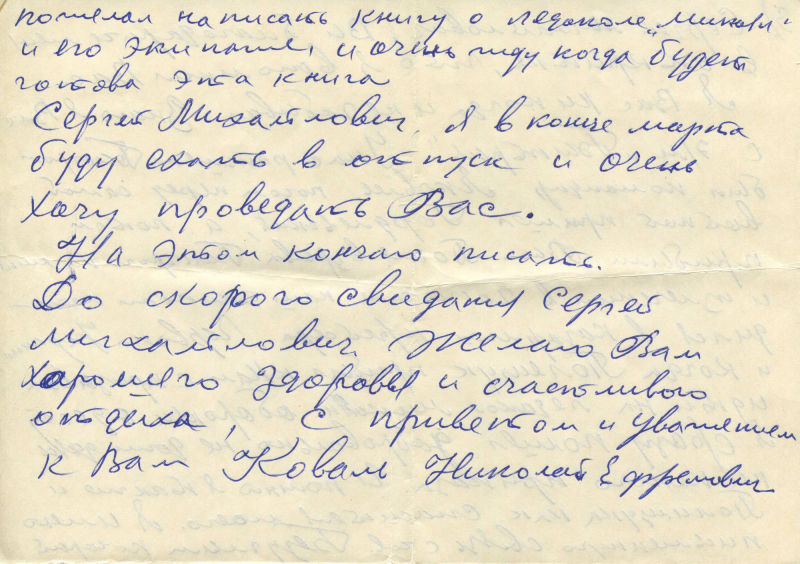 пожелал написать книгу о ледоколе „Микоян"
и его экипаже, и очень жду когда будет
готова эта книга
Сергей Михайлович, Я в конце марта
буду ехать в отпуск и очень
хочу проведать Вас.
На этом кончаю писать.
До скорого свидания Сергей
Михайлович. Желаю Вам
хорошего здоровья и счастливого
отдыха, с приветом и уважением
к Вам Коваль Николай Ефремович